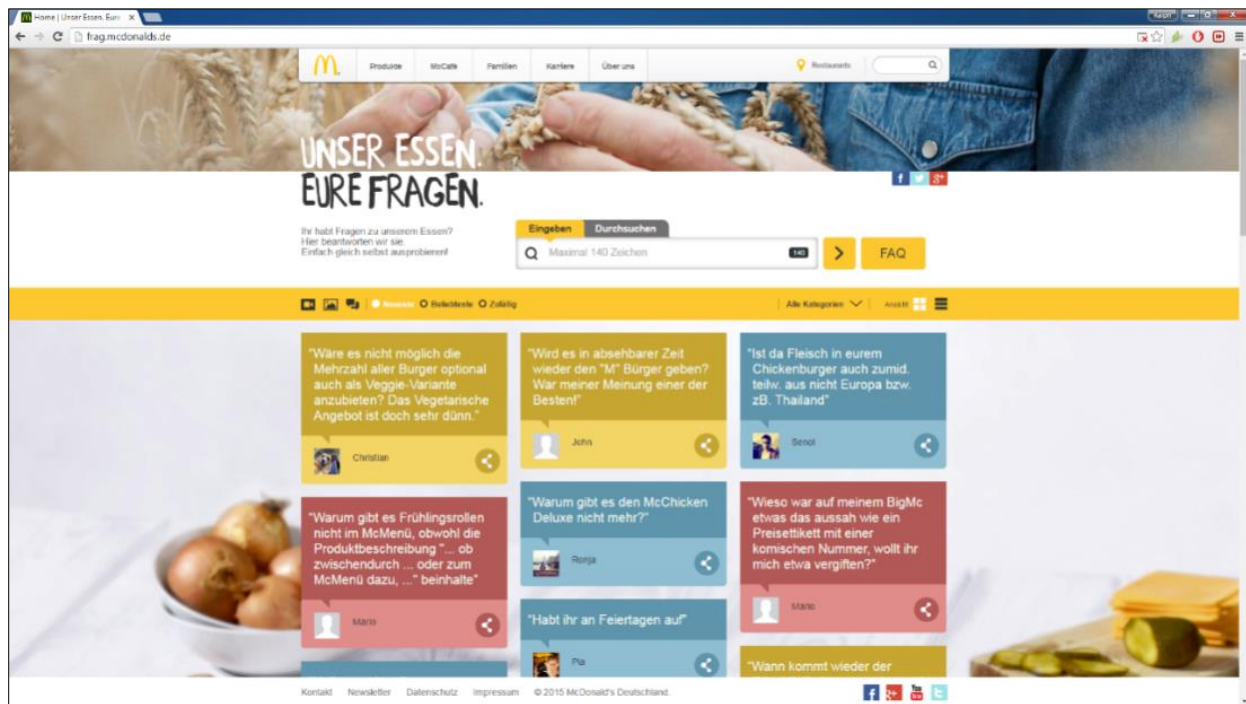 Home | Unser Essen. Eure
Ralph
frag.mcdonalds.de
Produkte McCafé Familien Karriere Über uns Restaurants
UNSER ESSEN.
EURE FRAGEN.
Ihr habt Fragen zu unserem Essen?
Hier beantworten wir sie.
Einfach gleich selbst ausprobieren!
Eingeben Durchsuchen
Maximal 140 Zeichen 140 FAQ
Neueste Beliebteste Zufällig Alle Kategorien Ansicht
"Wäre es nicht möglich die
Mehrzahl aller Burger optional
auch als Veggie-Variante
anzubieten? Das Vegetarische
Angebot ist doch sehr dünn."
Christian
"Wird es in absehbarer Zeit
wieder den "M" Bürger geben?
War meiner Meinung einer der
Besten!"
John
"Ist da Fleisch in eurem
Chickenburger auch zumid.
teilw. aus nicht Europa bzw.
zB. Thailand"
Senol
"Warum gibt es Frühlingsrollen
nicht im McMenü, obwohl die
Produktbeschreibung "... ob
zwischendurch ... oder zum
McMenü dazu, ..." beinhalte"
Mario
"Warum gibt es den McChicken
Deluxe nicht mehr?"
Ronja
"Wieso war auf meinem BigMc
etwas das aussah wie ein
Preisettikett mit einer
komischen Nummer, wollt ihr
mich etwa vergiften?"
Mario
"Habt ihr an Feiertagen auf"
Pia
"Wann kommt wieder der
Kontakt Newsletter Datenschutz Impressum © 2015 McDonald's Deutschland.